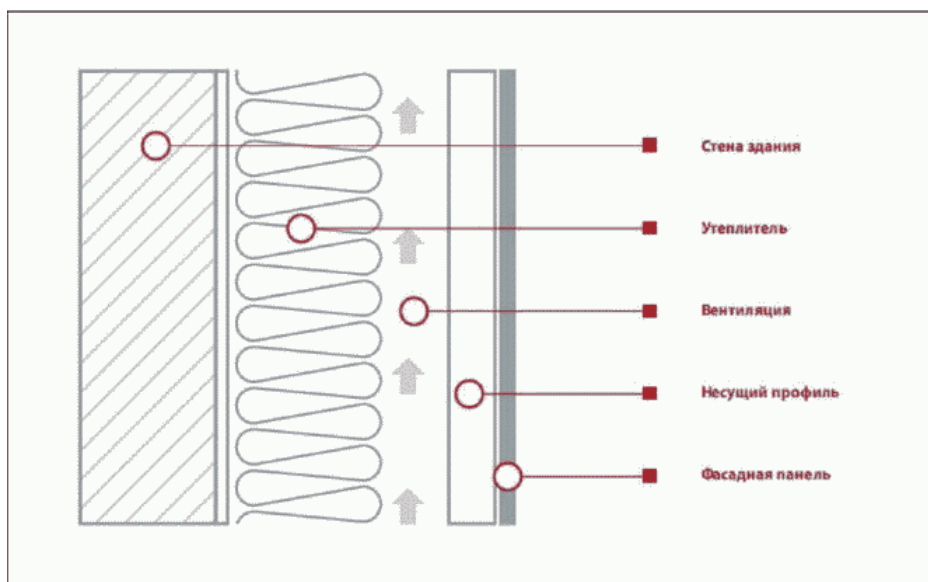 Стена здания
Утеплитель
Вентиляция
Несущий профиль
Фасадная панель